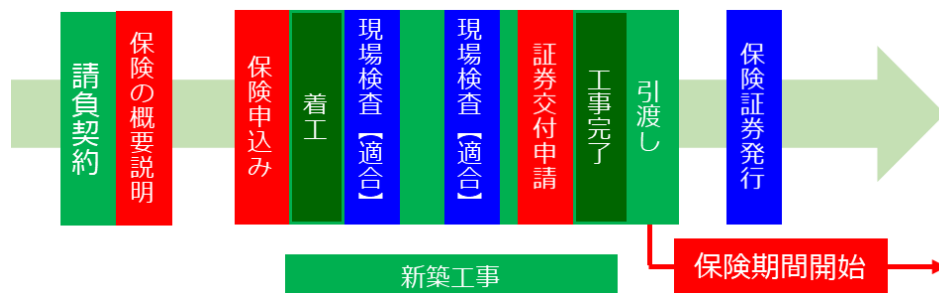 請負契約
保険の概要説明
保険申込み
着工
現場検査【適合】
現場検査【適合】
証券交付申請
工事完了
引渡し
保険証券発行
保険期間開始
新築工事